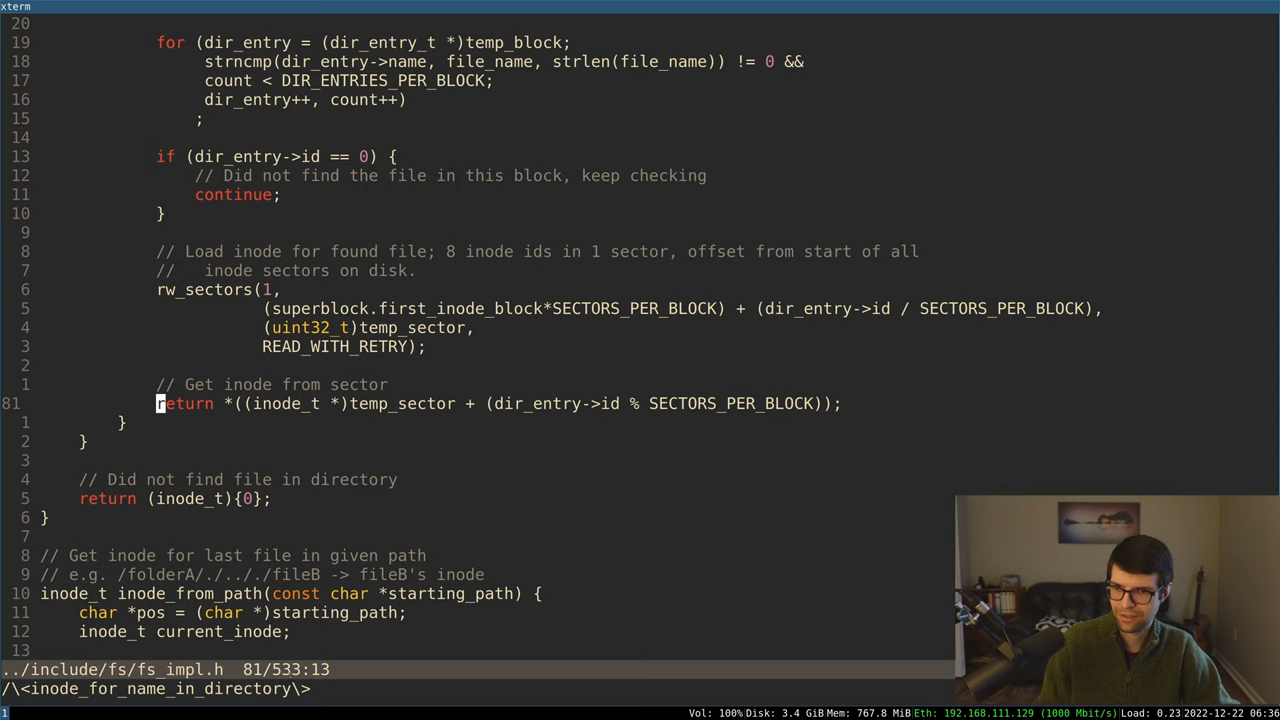 xterm
20
19 for (dir_entry = (dir_entry_t *)temp_block;
18 strncmp(dir_entry->name, file_name, strlen(file_name)) != 0 &&
17 count < DIR_ENTRIES_PER_BLOCK;
16 dir_entry++, count++)
15 ;
14
13 if (dir_entry->id == 0) {
12 // Did not find the file in this block, keep checking
11 continue;
10 }
9
8 // Load inode for found file; 8 inode ids in 1 sector, offset from start of all
7 //   inode sectors on disk.
6 rw_sectors(1,
5 (superblock.first_inode_block*SECTORS_PER_BLOCK) + (dir_entry->id / SECTORS_PER_BLOCK),
4 (uint32_t)temp_sector,
3 READ_WITH_RETRY);
2
1 // Get inode from sector
81 return *((inode_t *)temp_sector + (dir_entry->id % SECTORS_PER_BLOCK));
1 }
2 }
3
4 // Did not find file in directory
5 return (inode_t){0};
6 }
7
8 // Get inode for last file in given path
9 // e.g. /folderA/./.././fileB -> fileB's inode
10 inode_t inode_from_path(const char *starting_path) {
11 char *pos = (char *)starting_path;
12 inode_t current_inode;
13
../include/fs/fs_impl.h 81/533:13
/\<inode_for_name_in_directory\>
1 Vol: 100% Disk: 3.4 GiB Mem: 767.8 MiB Eth: 192.168.111.129 (1000 Mbit/s) Load: 0.23 2022-12-22 06:36